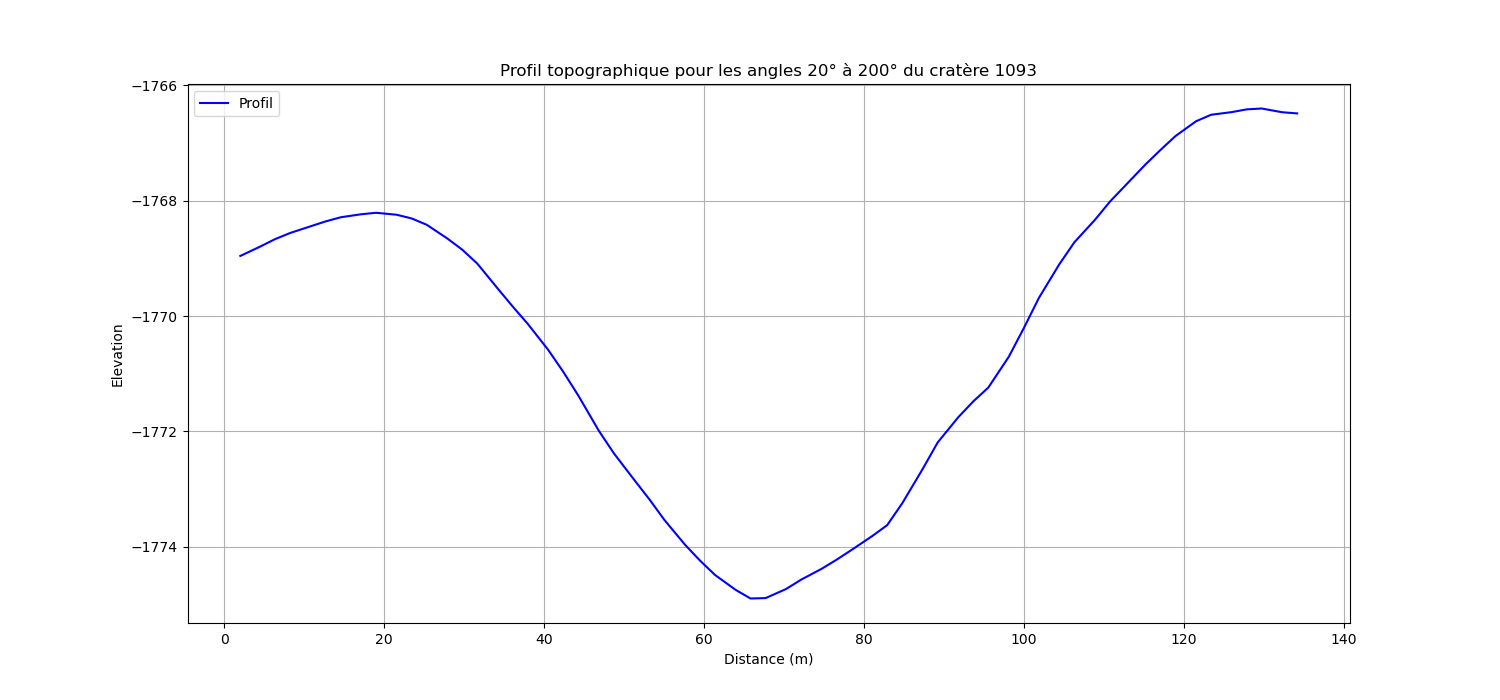 Profil topographique pour les angles 20° à 200° du cratère 1093
Profil
−1766
−1768
−1770
−1772
−1774
Elevation
0 20 40 60 80 100 120 140
Distance (m)